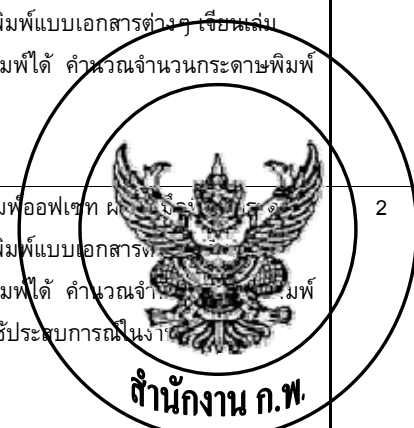 พิมพ์แบบเอกสารต่างๆ เจียนเล่ม
มพ์ได้ คำนวณจำนวนกระดาษพิมพ์
มพ์ออฟเซท 2
พิมพ์แบบเอกสาร
มพ์ได้ คำนวณ มพ์
ช้ประสบการณ์ในงาน
สำนักงาน ก.พ.